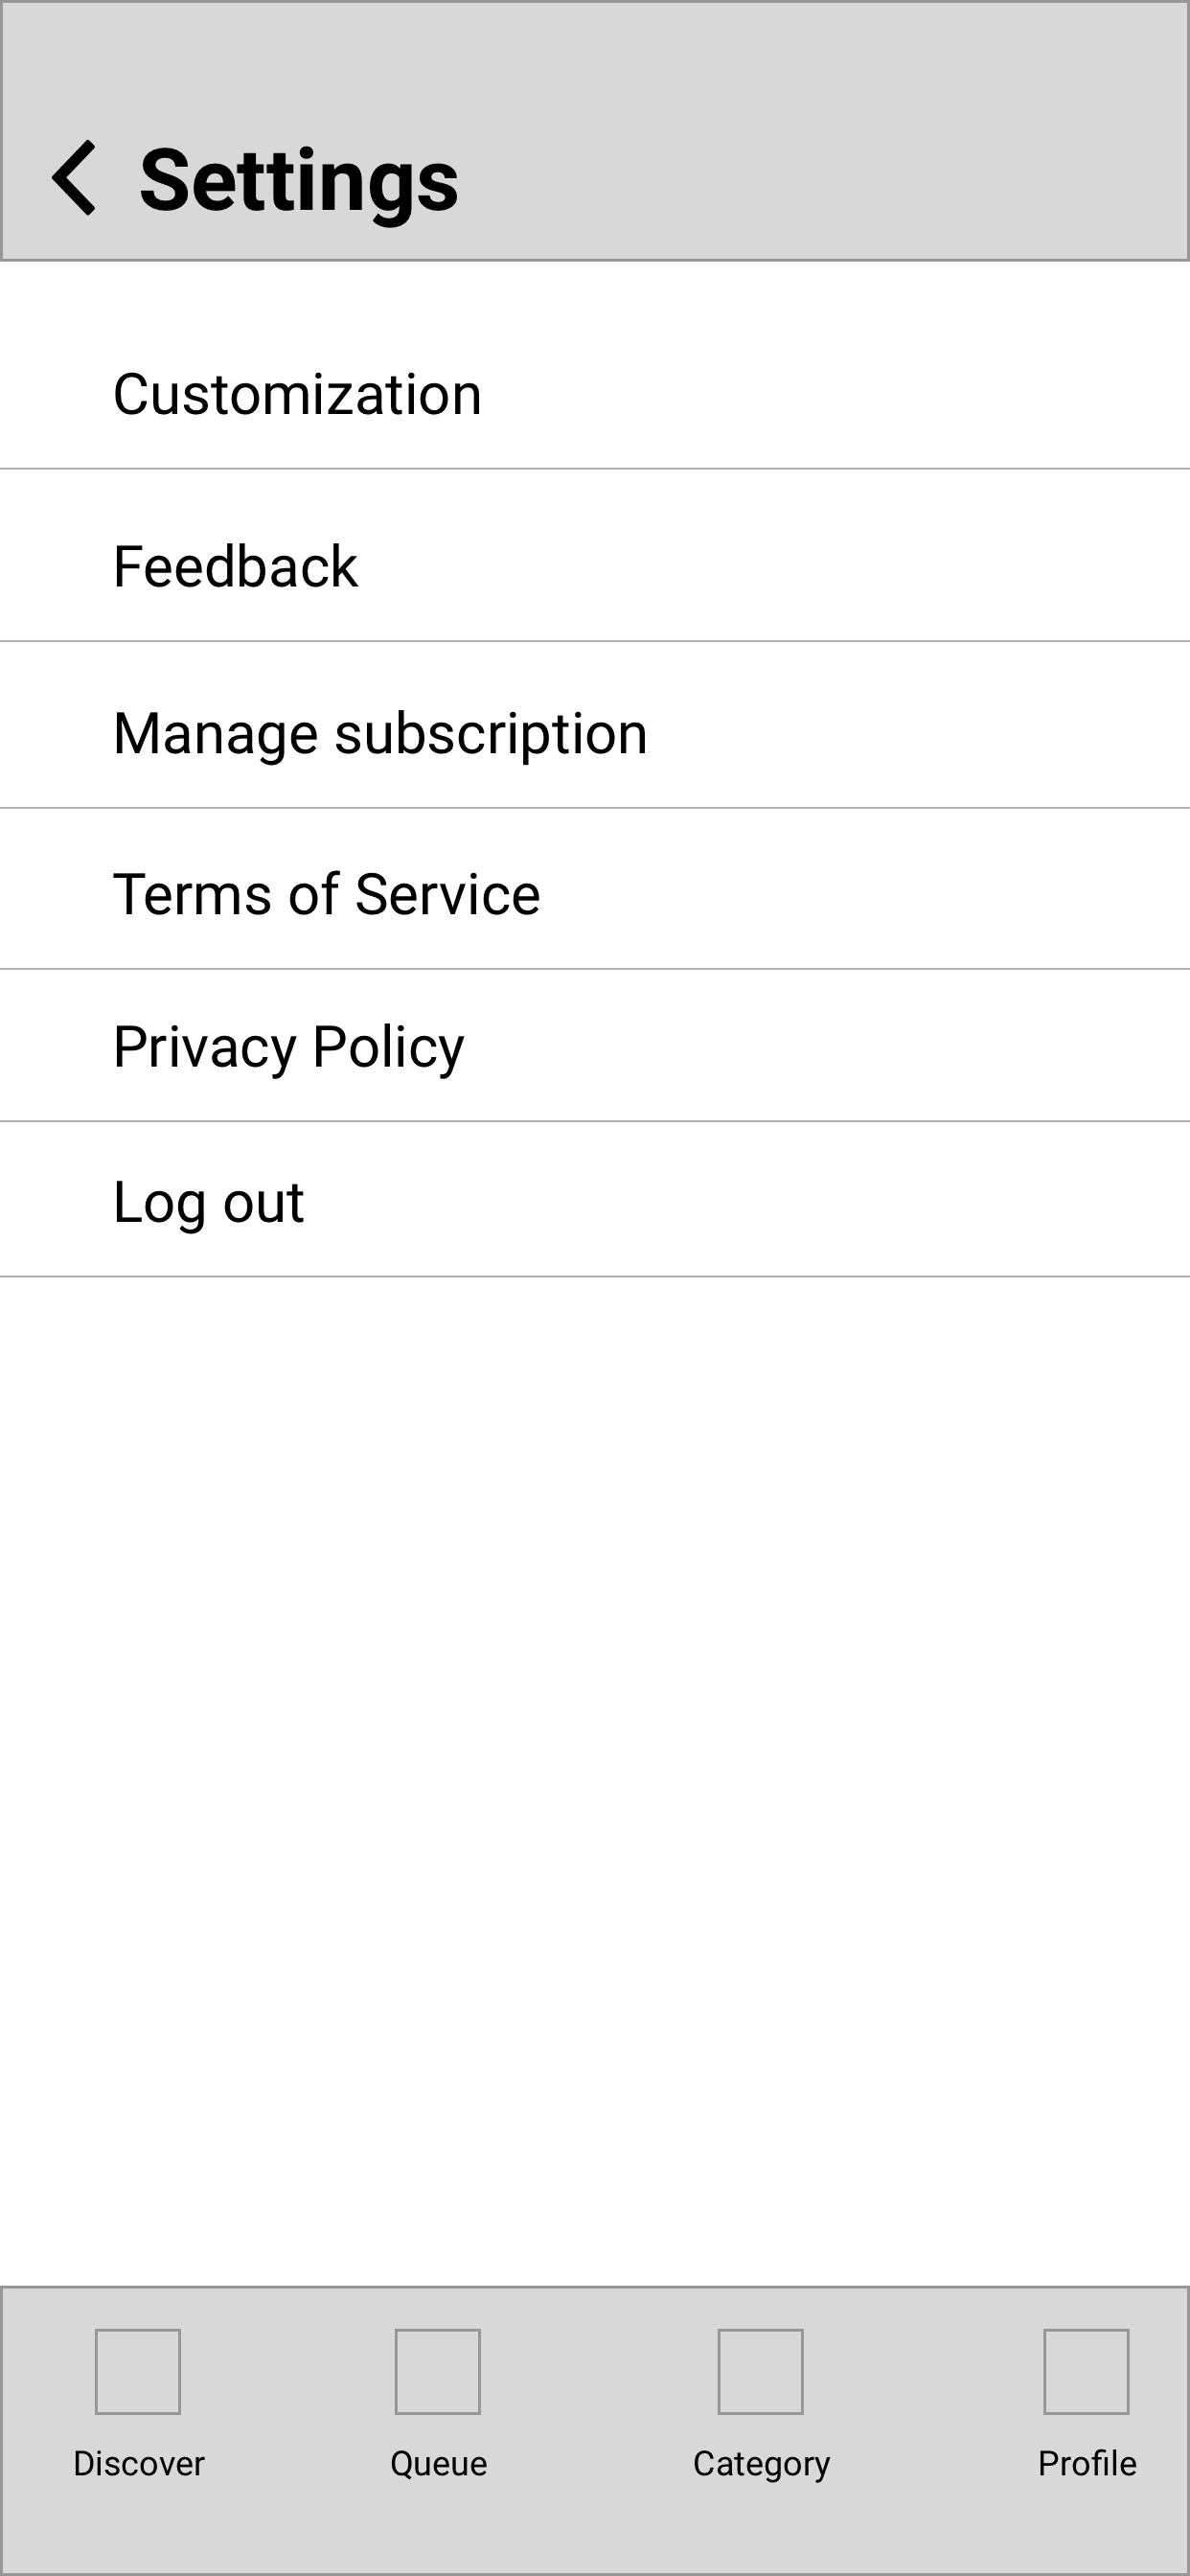 Settings
Customization
Feedback
Manage subscription
Terms of Service
Privacy Policy
Log out
Discover
Queue
Category
Profile